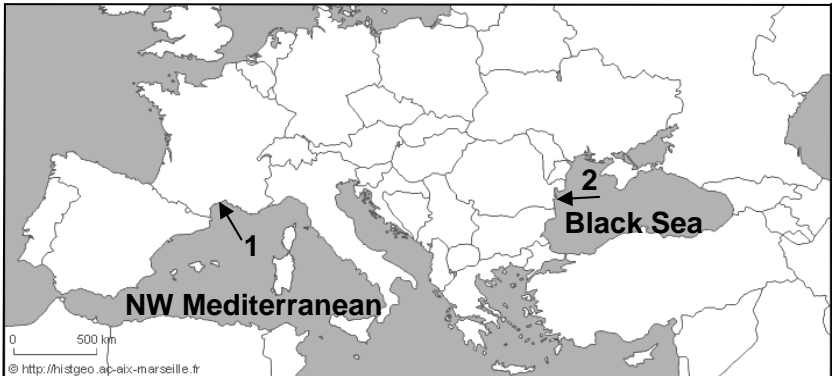 2
Black Sea
1
NW Mediterranean
0 500 km
© http://histgeo.ac-aix-marseille.fr